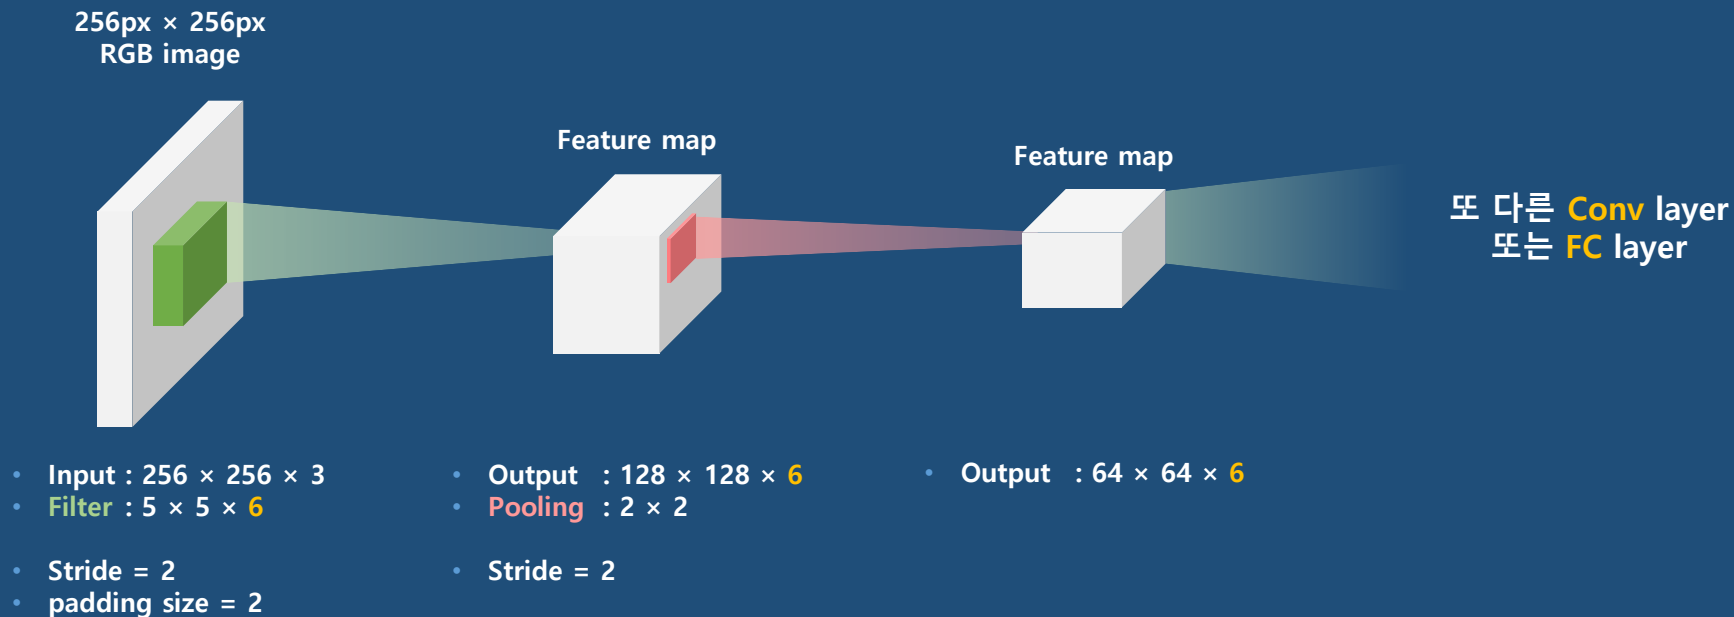 256px × 256px
RGB image
Feature map
Feature map
또 다른 Conv layer
또는 FC layer
• Input : 256 × 256 × 3
• Filter : 5 × 5 × 6
• Stride = 2
• padding size = 2
• Output : 128 × 128 × 6
• Pooling : 2 × 2
• Stride = 2
• Output : 64 × 64 × 6